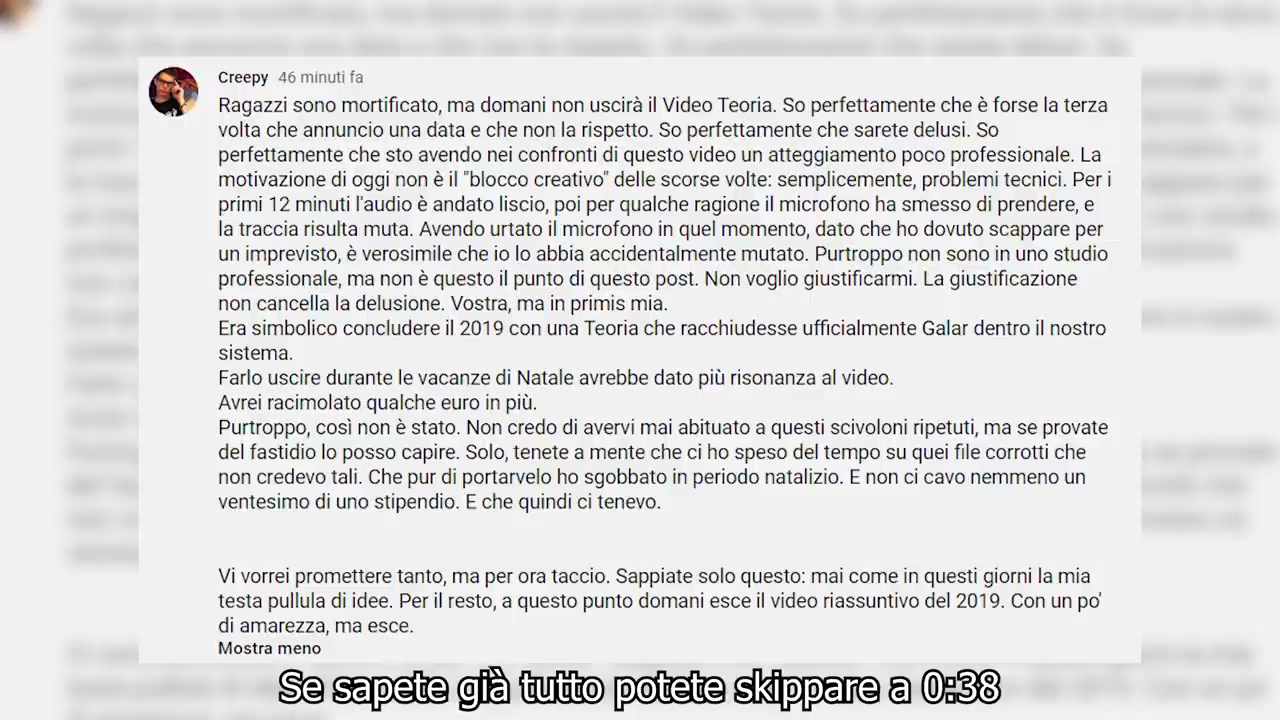 Creepy 46 minuti fa
Ragazzi sono mortificato, ma domani non uscirà il Video Teoria. So perfettamente che è forse la terza
volta che annuncio una data e che non la rispetto. So perfettamente che sarete delusi. So
perfettamente che sto avendo nei confronti di questo video un atteggiamento poco professionale. La
motivazione di oggi non è il "blocco creativo" delle scorse volte: semplicemente, problemi tecnici. Per i
primi 12 minuti l'audio è andato liscio, poi per qualche ragione il microfono ha smesso di prendere, e
la traccia risulta muta. Avendo urtato il microfono in quel momento, dato che ho dovuto scappare per
un imprevisto, è verosimile che io lo abbia accidentalmente mutato. Purtroppo non sono in uno studio
professionale, ma non è questo il punto di questo post. Non voglio giustificarmi. La giustificazione
non cancella la delusione. Vostra, ma in primis mia.
Era simbolico concludere il 2019 con una Teoria che racchiudesse ufficialmente Galar dentro il nostro
sistema.
Farlo uscire durante le vacanze di Natale avrebbe dato più risonanza al video.
Avrei racimolato qualche euro in più.
Purtroppo, così non è stato. Non credo di avervi mai abituato a questi scivoloni ripetuti, ma se provate
del fastidio lo posso capire. Solo, tenete a mente che ci ho speso del tempo su quei file corrotti che
non credevo tali. Che pur di portarvelo ho sgobbato in periodo natalizio. E non ci cavo nemmeno un
ventesimo di uno stipendio. E che quindi ci tenevo.
Vi vorrei promettere tanto, ma per ora taccio. Sappiate solo questo: mai come in questi giorni la mia
testa pullula di idee. Per il resto, a questo punto domani esce il video riassuntivo del 2019. Con un po'
di amarezza, ma esce.
Mostra meno
Se sapete già tutto potete skippare a 0:38